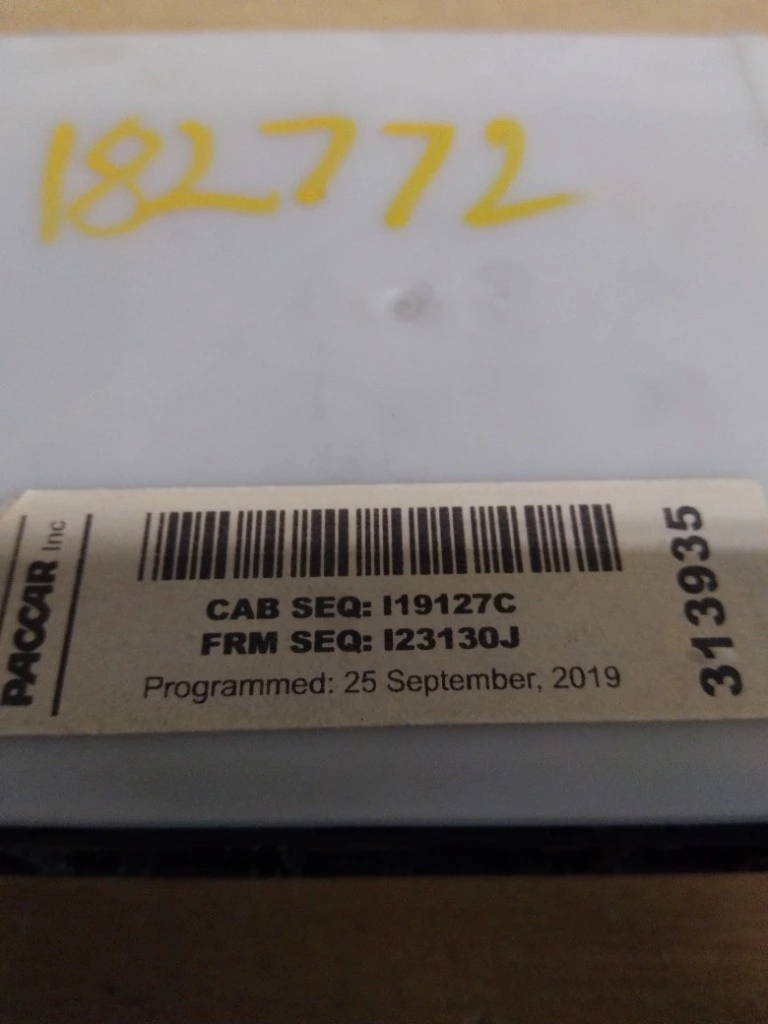 182772
PACCAR Inc
CAB SEQ: I19127C
FRM SEQ: I23130J
Programmed: 25 September, 2019
313935